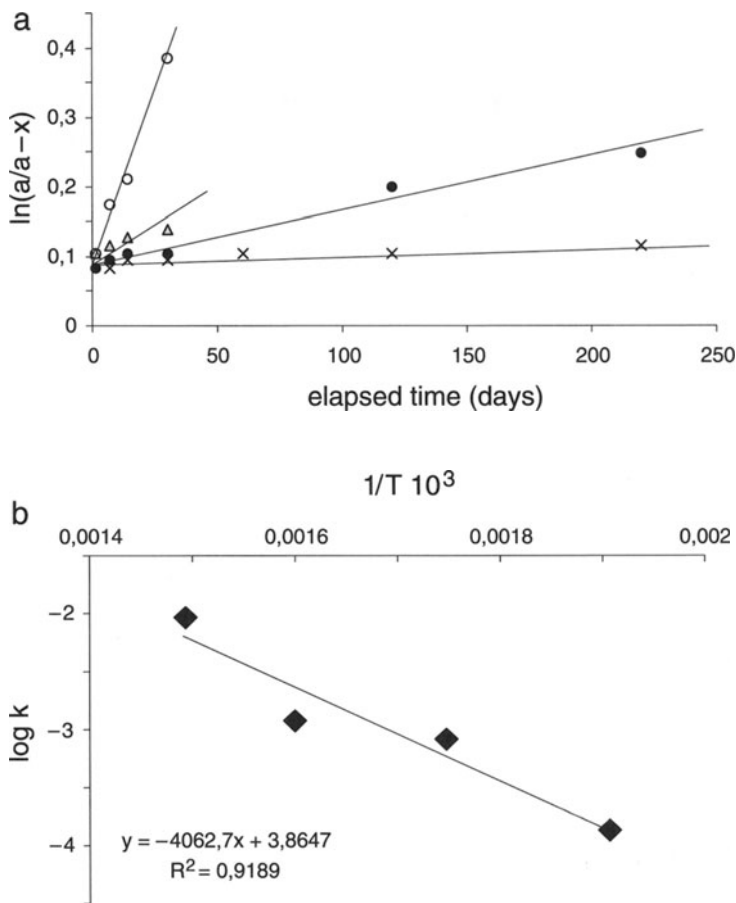 a
ln(a/a–x)
0,4
0,3
0,2
0,1
0
0 50 100 150 200 250
elapsed time (days)
1/T 10³
b
0,0014 0,0016 0,0018 0,002
log k
−2
−3
−4
y = −4062,7x + 3,8647
R² = 0,9189